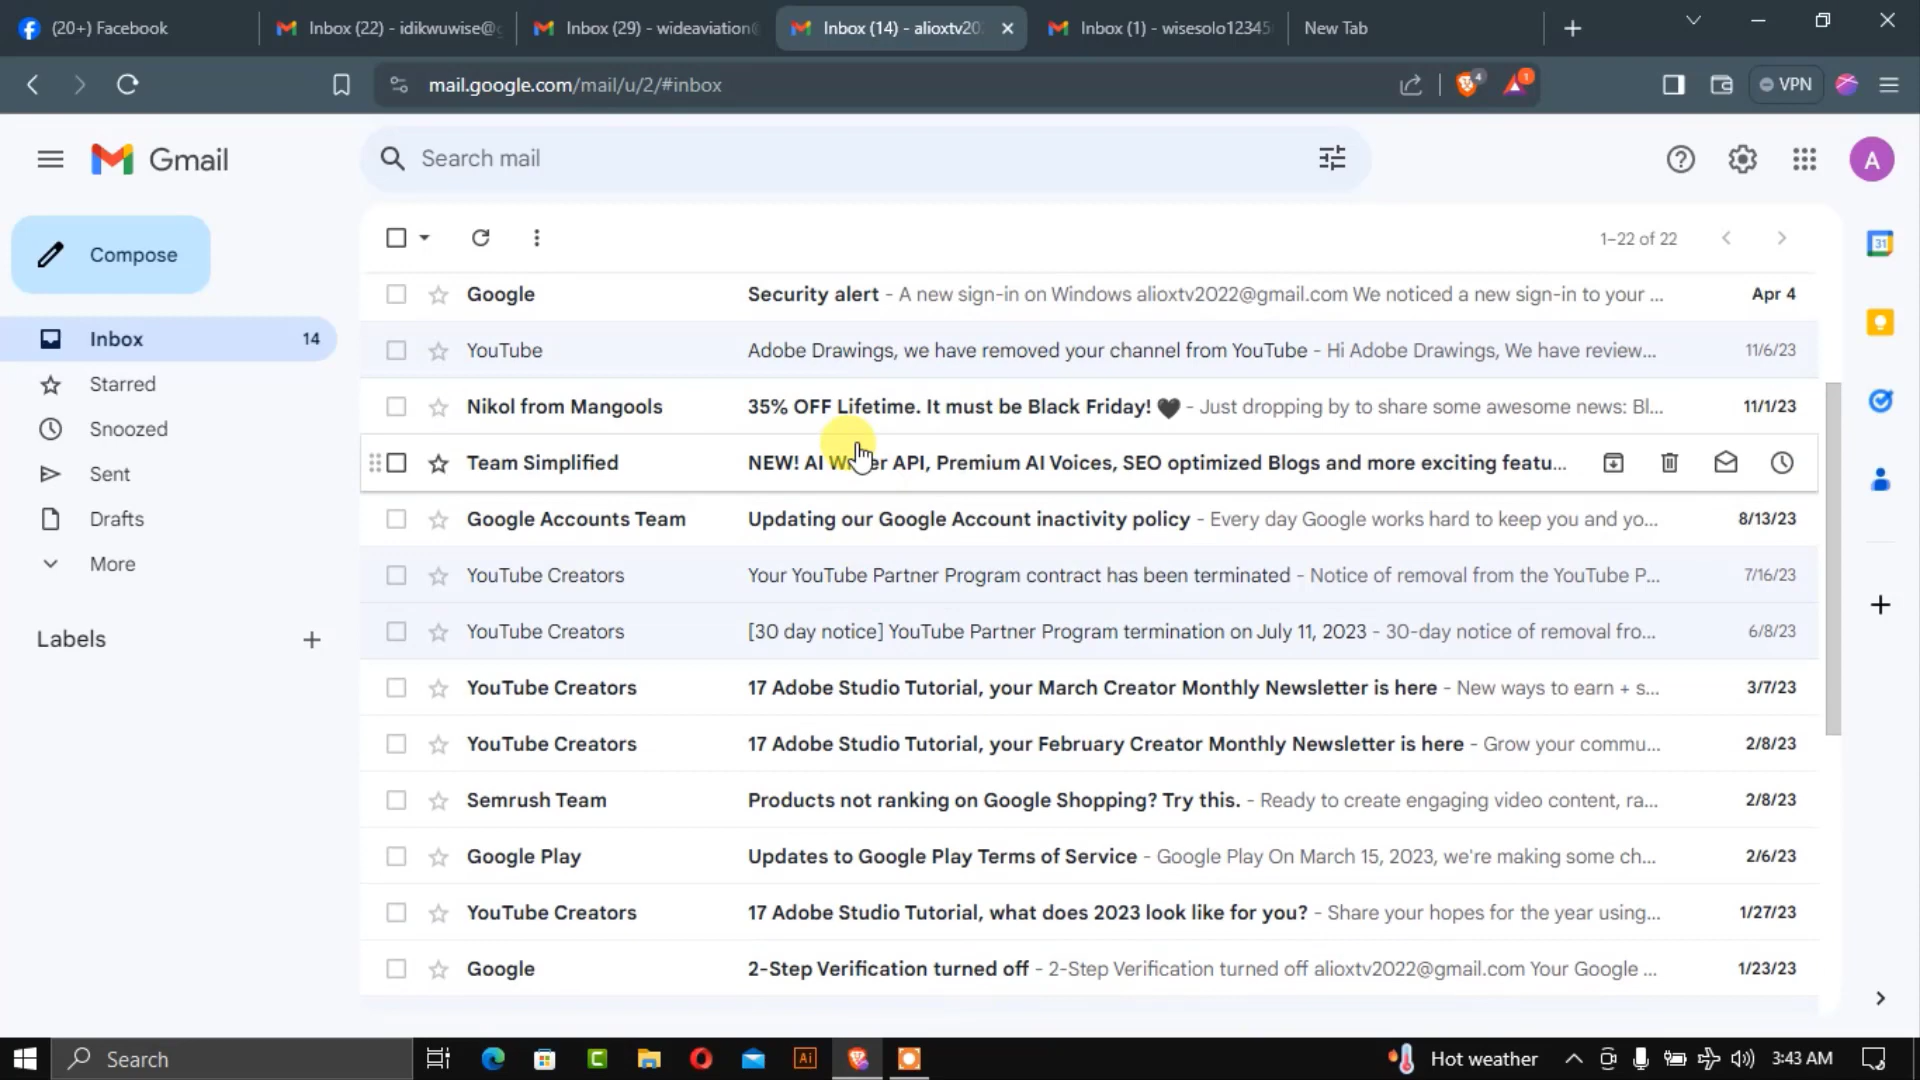 (20+) Facebook
Inbox (22) - idikwuwise@g
Inbox (29) - wideaviation@
Inbox (14) - alioxtv20
Inbox (1) - wisesolo12345
New Tab
mail.google.com/mail/u/2/#inbox
4
1
VPN
Gmail
Search mail
A
Compose
1–22 of 22
31
Inbox 14
Starred
Snoozed
Sent
Drafts
More
Labels
Google Security alert - A new sign-in on Windows alioxtv2022@gmail.com We noticed a new sign-in to your ... Apr 4
YouTube Adobe Drawings, we have removed your channel from YouTube - Hi Adobe Drawings, We have review... 11/6/23
Nikol from Mangools 35% OFF Lifetime. It must be Black Friday! 🖤 - Just dropping by to share some awesome news: Bl... 11/1/23
Team Simplified NEW! AI Writer API, Premium AI Voices, SEO optimized Blogs and more exciting featu...
Google Accounts Team Updating our Google Account inactivity policy - Every day Google works hard to keep you and yo... 8/13/23
YouTube Creators Your YouTube Partner Program contract has been terminated - Notice of removal from the YouTube P... 7/16/23
YouTube Creators [30 day notice] YouTube Partner Program termination on July 11, 2023 - 30-day notice of removal fro... 6/8/23
YouTube Creators 17 Adobe Studio Tutorial, your March Creator Monthly Newsletter is here - New ways to earn + s... 3/7/23
YouTube Creators 17 Adobe Studio Tutorial, your February Creator Monthly Newsletter is here - Grow your commu... 2/8/23
Semrush Team Products not ranking on Google Shopping? Try this. - Ready to create engaging video content, ra... 2/8/23
Google Play Updates to Google Play Terms of Service - Google Play On March 15, 2023, we're making some ch... 2/6/23
YouTube Creators 17 Adobe Studio Tutorial, what does 2023 look like for you? - Share your hopes for the year using... 1/27/23
Google 2-Step Verification turned off - 2-Step Verification turned off alioxtv2022@gmail.com Your Google ... 1/23/23
Search
C
Ai
Hot weather
3:43 AM